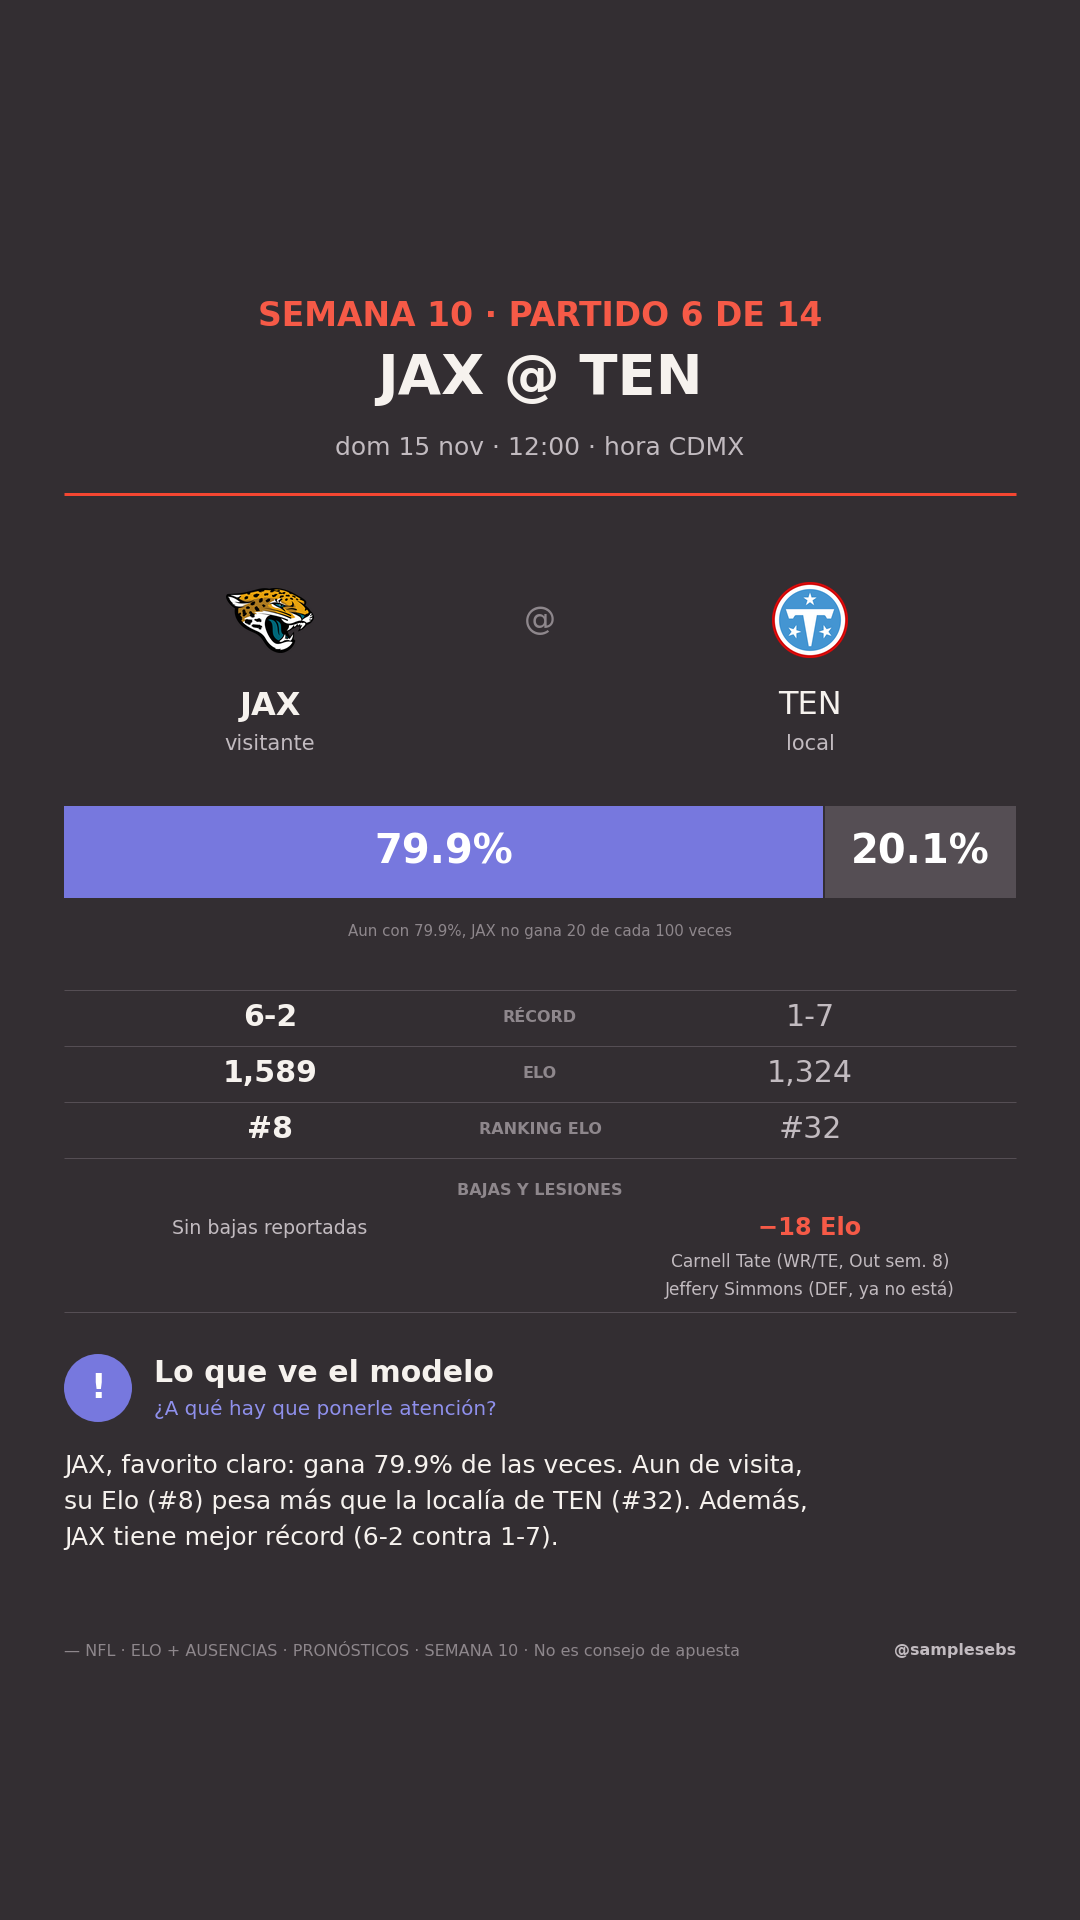 SEMANA 10 · PARTIDO 6 DE 14
JAX @ TEN
dom 15 nov · 12:00 · hora CDMX
@
JAX
TEN
visitante
local
79.9%
20.1%
Aun con 79.9%, JAX no gana 20 de cada 100 veces
6-2 RÉCORD 1-7
1,589 ELO 1,324
#8 RANKING ELO #32
BAJAS Y LESIONES
Sin bajas reportadas
−18 Elo
Carnell Tate (WR/TE, Out sem. 8)
Jeffery Simmons (DEF, ya no está)
!
Lo que ve el modelo
¿A qué hay que ponerle atención?
JAX, favorito claro: gana 79.9% de las veces. Aun de visita,
su Elo (#8) pesa más que la localía de TEN (#32). Además,
JAX tiene mejor récord (6-2 contra 1-7).
— NFL · ELO + AUSENCIAS · PRONÓSTICOS · SEMANA 10 · No es consejo de apuesta
@samplesebs